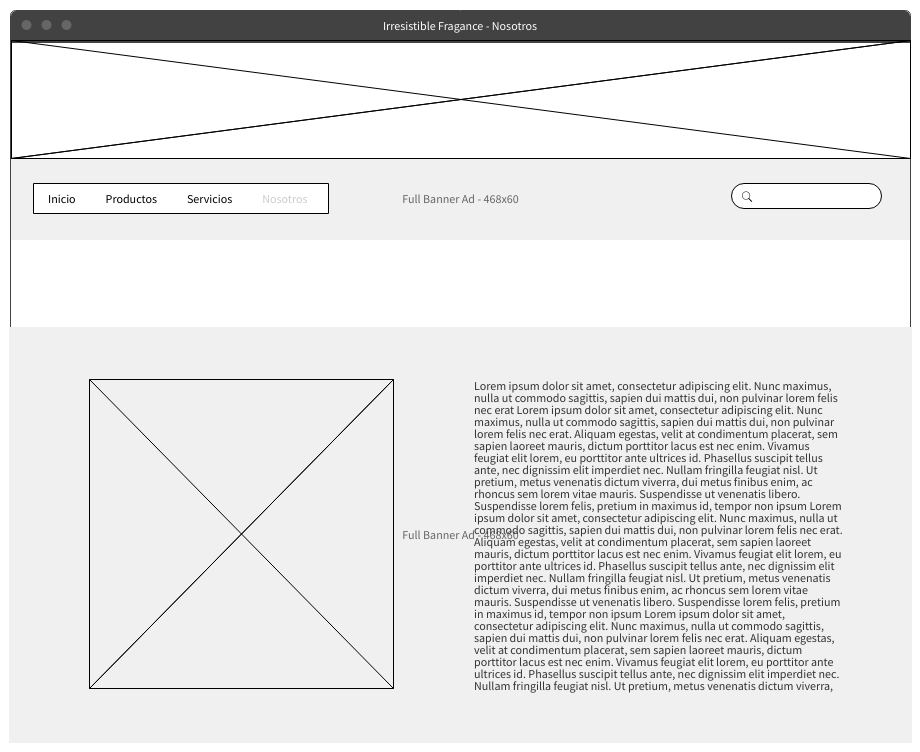 Irresistible Fragance - Nosotros
Inicio Productos Servicios Nosotros
Full Banner Ad - 468x60
Lorem ipsum dolor sit amet, consectetur adipiscing elit. Nunc maximus,
nulla ut commodo sagittis, sapien dui mattis dui, non pulvinar lorem felis
nec erat Lorem ipsum dolor sit amet, consectetur adipiscing elit. Nunc
maximus, nulla ut commodo sagittis, sapien dui mattis dui, non pulvinar
lorem felis nec erat. Aliquam egestas, velit at condimentum placerat, sem
sapien laoreet mauris, dictum porttitor lacus est nec enim. Vivamus
feugiat elit lorem, eu porttitor ante ultrices id. Phasellus suscipit tellus
ante, nec dignissim elit imperdiet nec. Nullam fringilla feugiat nisl. Ut
pretium, metus venenatis dictum viverra, dui metus finibus enim, ac
rhoncus sem lorem vitae mauris. Suspendisse ut venenatis libero.
Suspendisse lorem felis, pretium in maximus id, tempor non ipsum Lorem
ipsum dolor sit amet, consectetur adipiscing elit. Nunc maximus, nulla ut
commodo sagittis, sapien dui mattis dui, non pulvinar lorem felis nec erat.
Full Banner Ad - 468x60
Aliquam egestas, velit at condimentum placerat, sem sapien laoreet
mauris, dictum porttitor lacus est nec enim. Vivamus feugiat elit lorem, eu
porttitor ante ultrices id. Phasellus suscipit tellus ante, nec dignissim elit
imperdiet nec. Nullam fringilla feugiat nisl. Ut pretium, metus venenatis
dictum viverra, dui metus finibus enim, ac rhoncus sem lorem vitae
mauris. Suspendisse ut venenatis libero. Suspendisse lorem felis, pretium
in maximus id, tempor non ipsum Lorem ipsum dolor sit amet,
consectetur adipiscing elit. Nunc maximus, nulla ut commodo sagittis,
sapien dui mattis dui, non pulvinar lorem felis nec erat. Aliquam egestas,
velit at condimentum placerat, sem sapien laoreet mauris, dictum
porttitor lacus est nec enim. Vivamus feugiat elit lorem, eu porttitor ante
ultrices id. Phasellus suscipit tellus ante, nec dignissim elit imperdiet nec.
Nullam fringilla feugiat nisl. Ut pretium, metus venenatis dictum viverra,